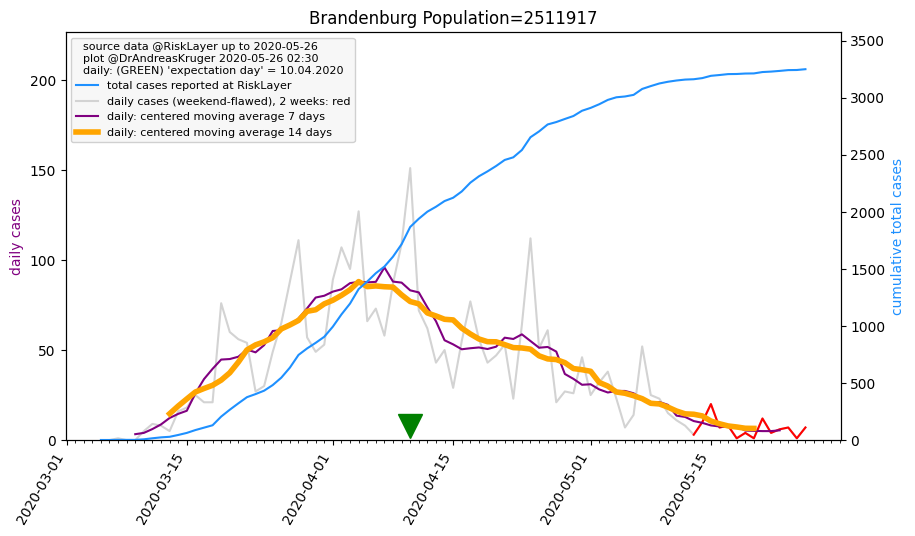 Brandenburg Population=2511917
source data @RiskLayer up to 2020-05-26
plot @DrAndreasKruger 2020-05-26 02:30
daily: (GREEN) 'expectation day' = 10.04.2020
total cases reported at RiskLayer
daily cases (weekend-flawed), 2 weeks: red
daily: centered moving average 7 days
daily: centered moving average 14 days
daily cases
200
150
100
50
0
cumulative total cases
3500
3000
2500
2000
1500
1000
500
0
2020-03-01
2020-03-15
2020-04-01
2020-04-15
2020-05-01
2020-05-15